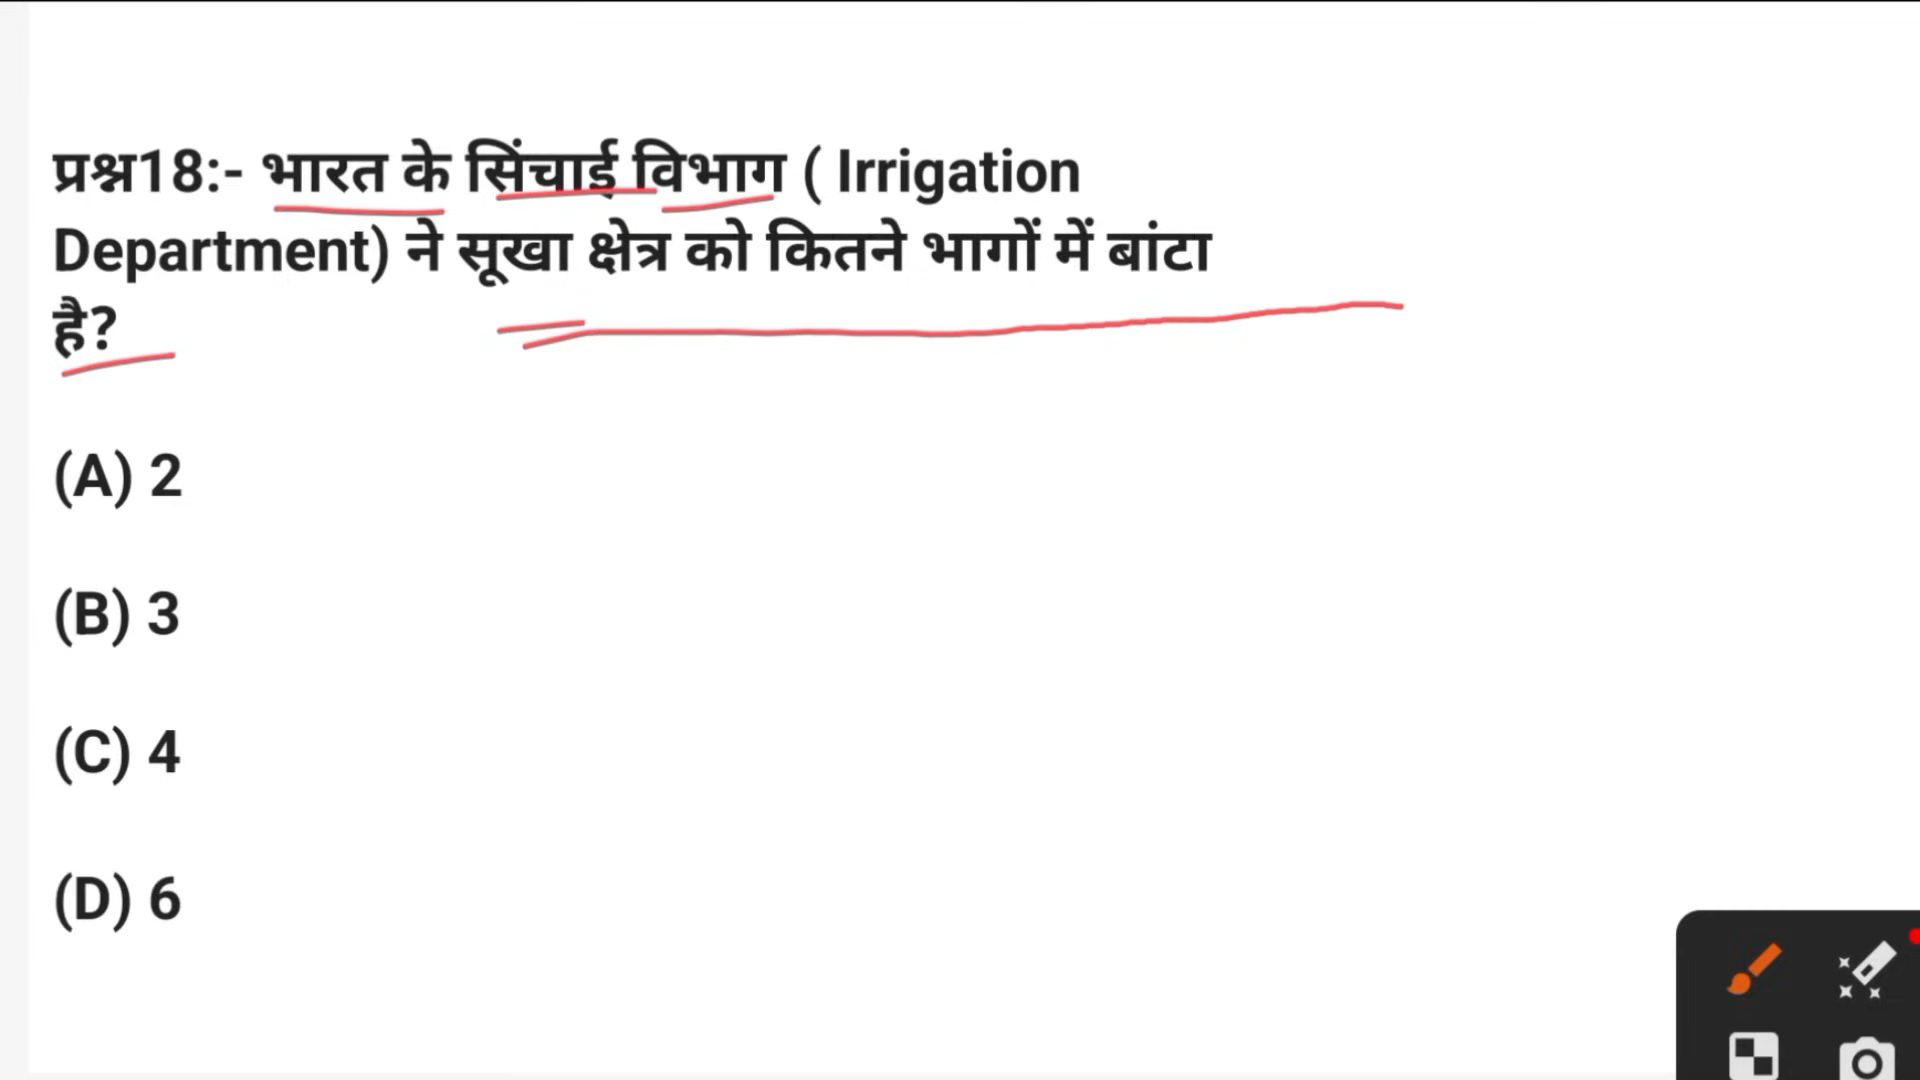 प्रश्न18:- भारत के सिंचाई विभाग ( Irrigation
Department) ने सूखा क्षेत्र को कितने भागों में बांटा
है?
(A) 2
(B) 3
(C) 4
(D) 6